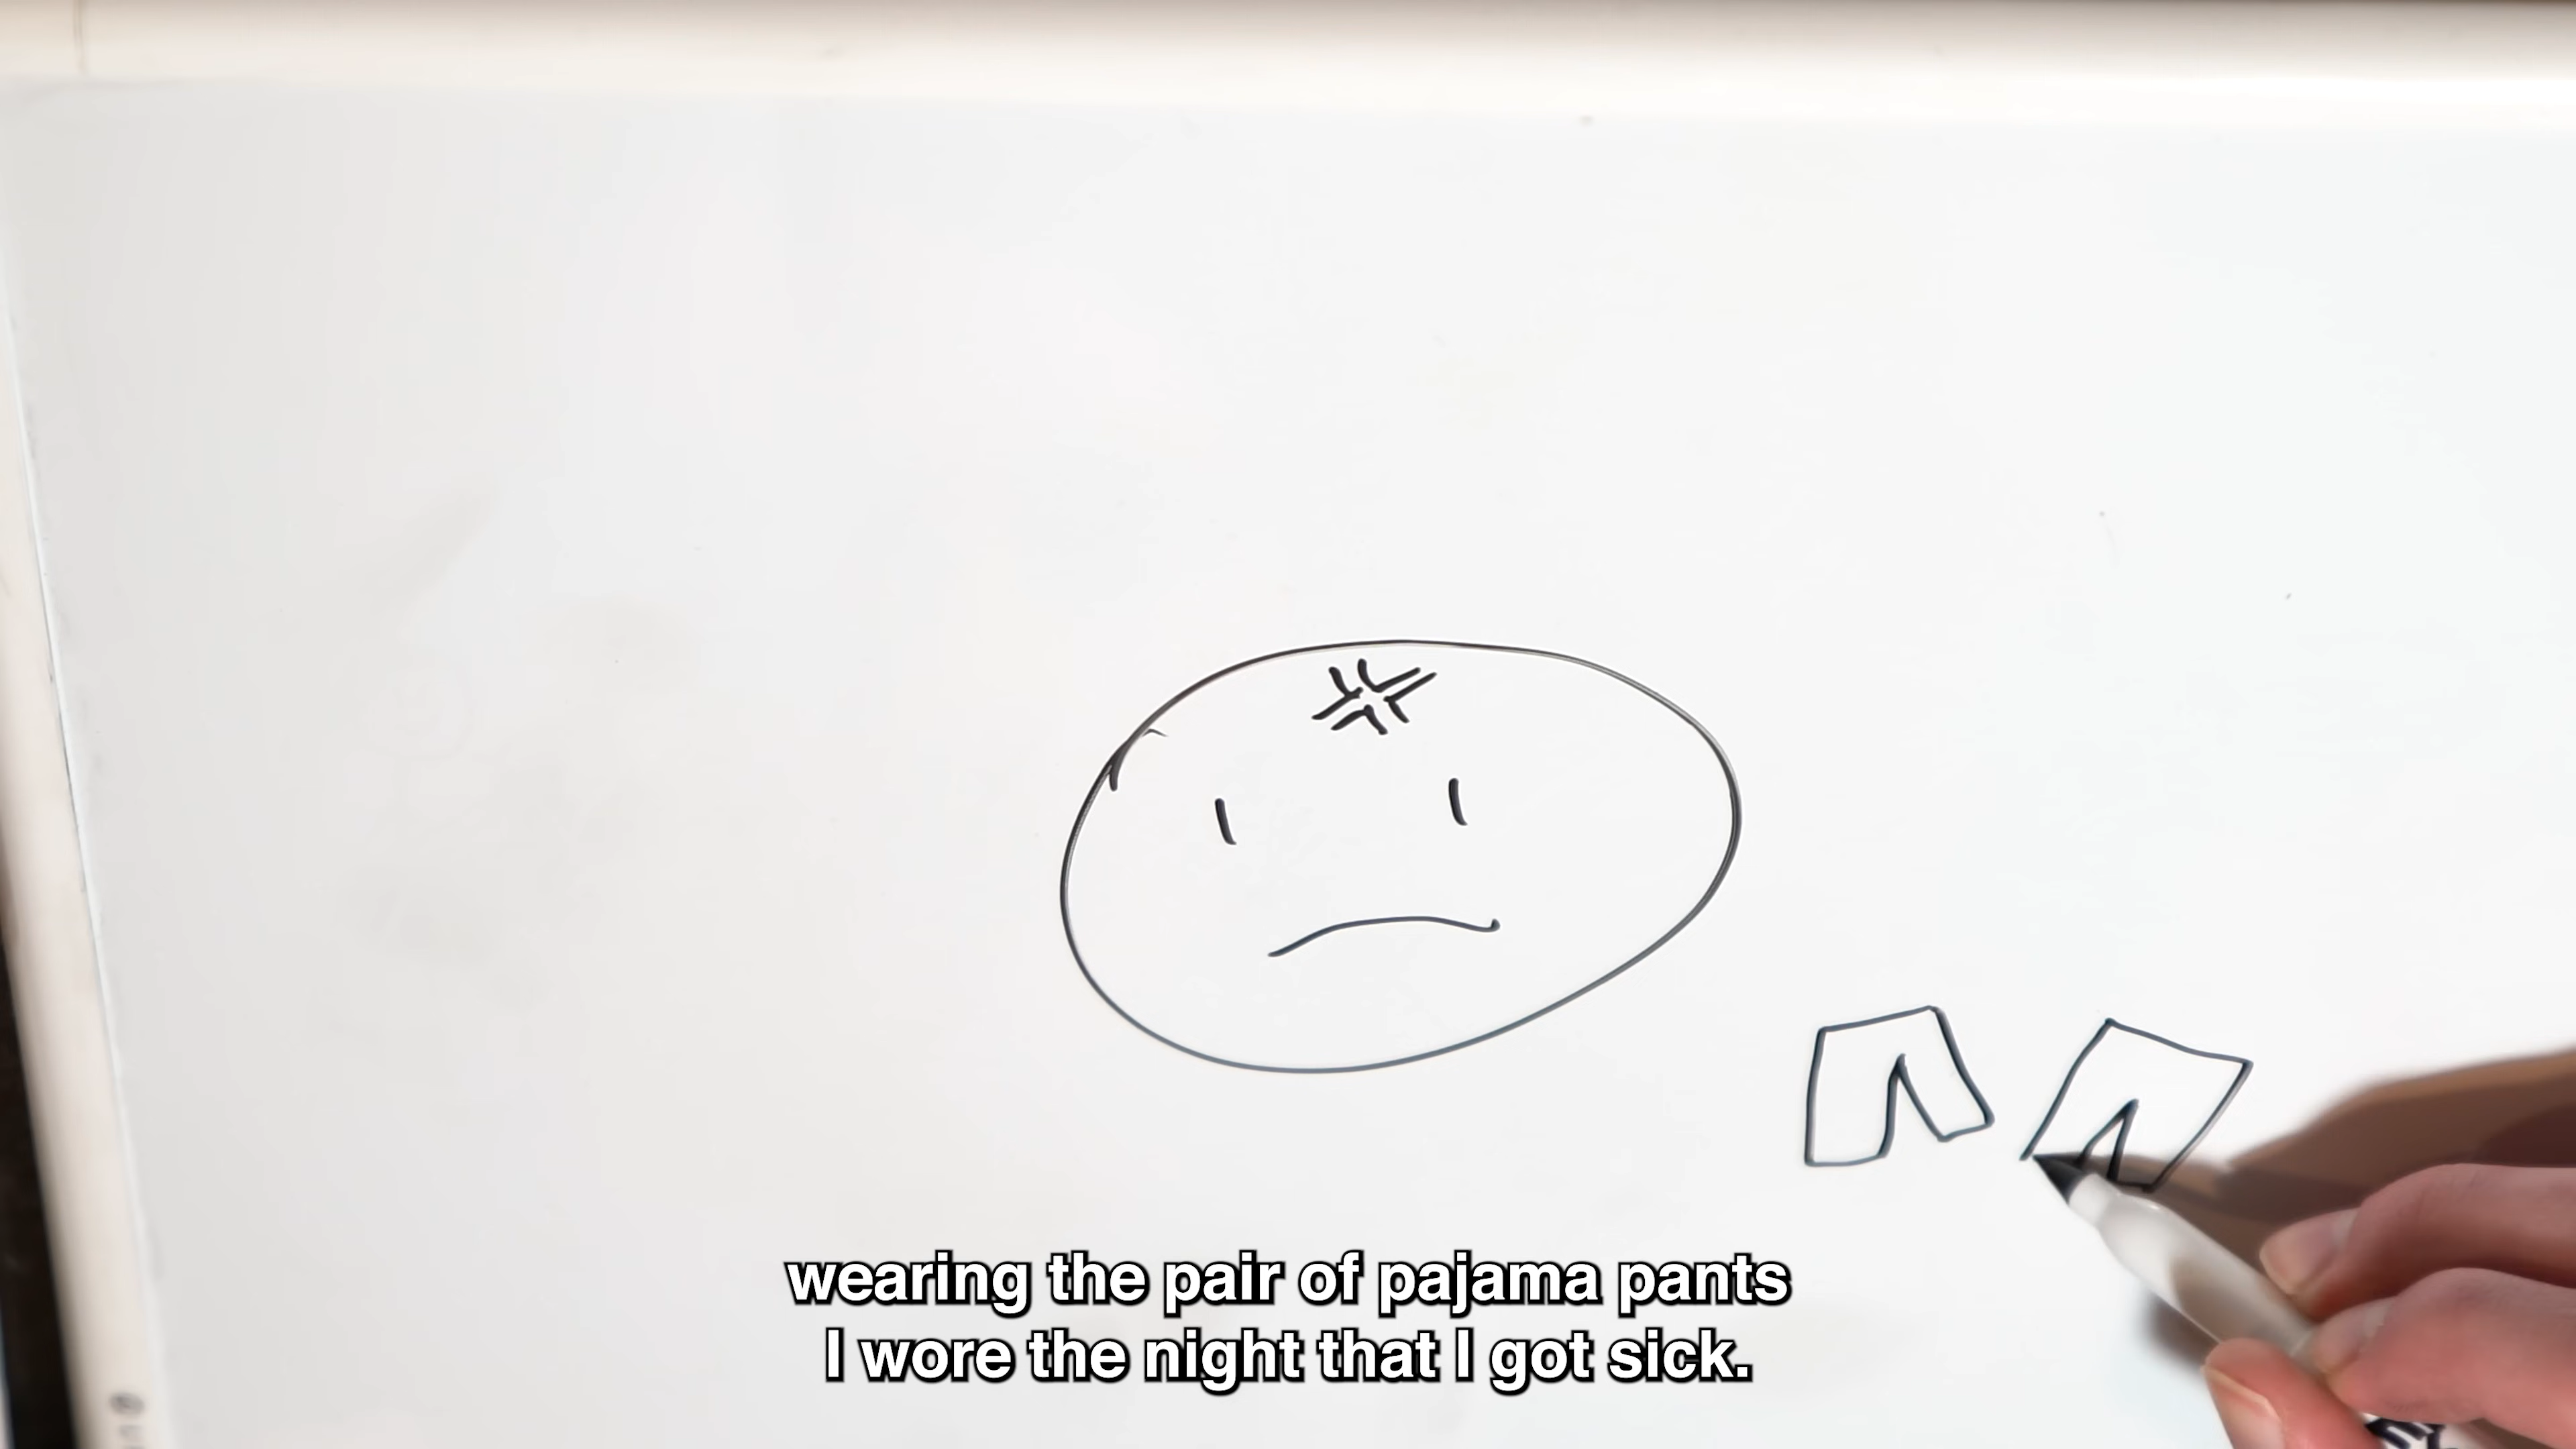 wearing the pair of pajama pants
I wore the night that I got sick.